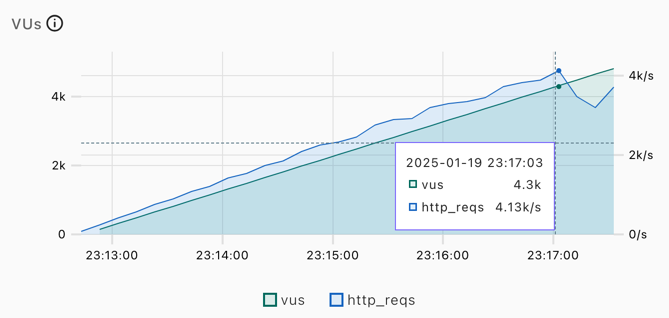 VUs
4k
2k
0
4k/s
2k/s
0/s
2025-01-19 23:17:03
vus 4.3k
http_reqs 4.13k/s
23:13:00 23:14:00 23:15:00 23:16:00 23:17:00
vus http_reqs